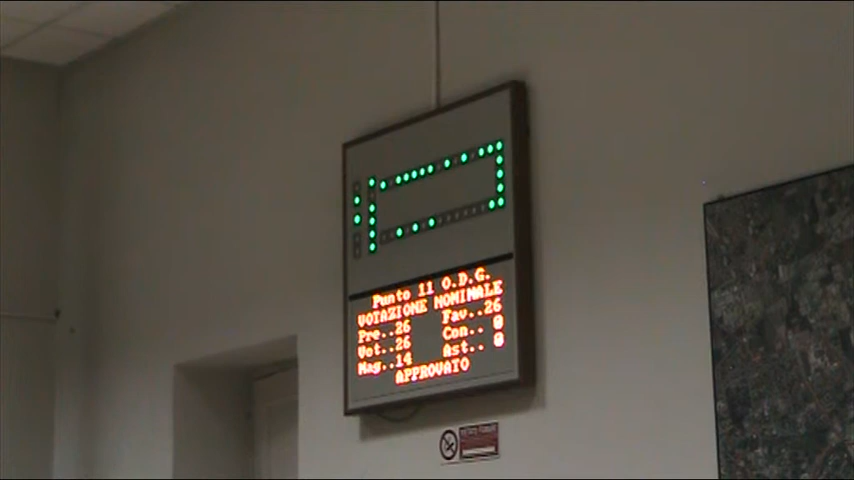 Punto 11 O.D.G.
VOTAZIONE NOMINALE
Pre..26 Fav..26
Vot..26 Con.. 0
Mag..14 Ast.. 0
APPROVATO